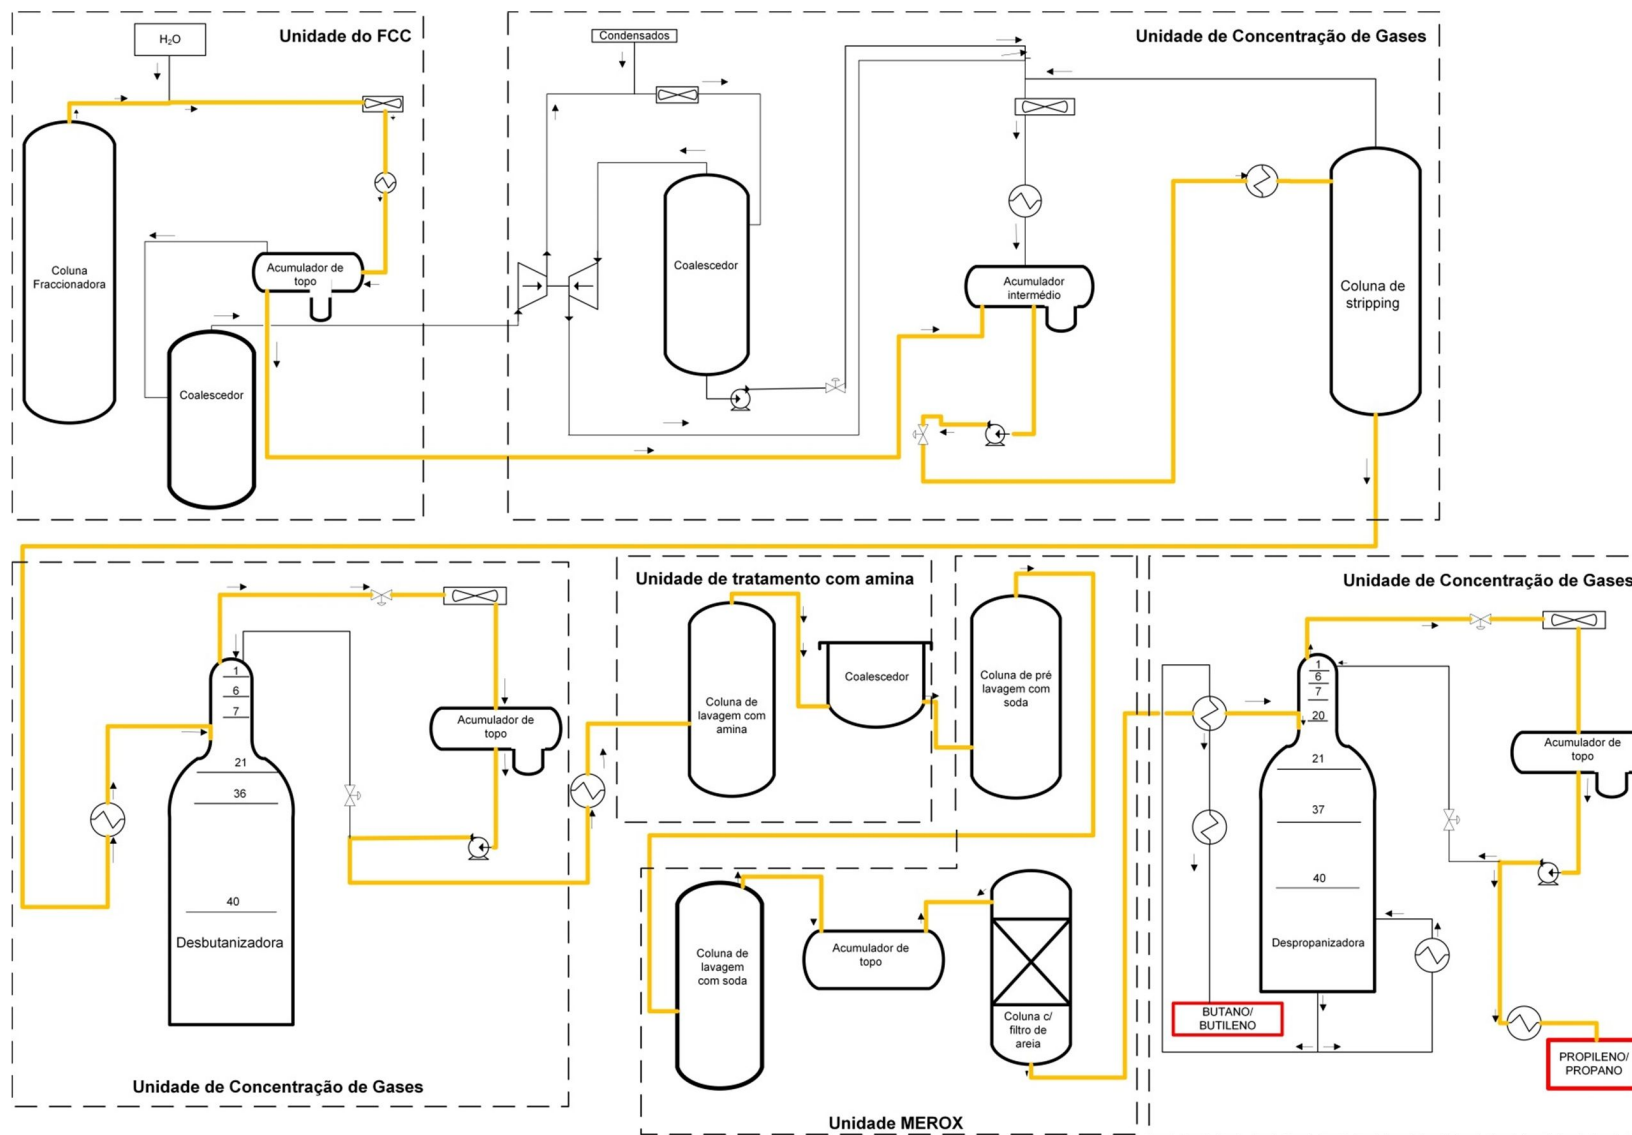 Unidade do FCC
H₂O
Coluna
Fraccionadora
Acumulador de
topo
Coalescedor
Unidade de Concentração de Gases
Condensados
Coalescedor
Acumulador
intermédio
Coluna de
stripping
Unidade de Concentração de Gases
1
6
7
21
36
40
Desbutanizadora
Acumulador de
topo
Unidade de tratamento com amina
Coluna de
lavagem com
amina
Coalescedor
Coluna de pré
lavagem com
soda
Coluna de
lavagem
com soda
Acumulador de
topo
Coluna c/
filtro de
areia
Unidade MEROX
Unidade de Concentração de Gases
1
6
7
20
21
37
40
Despropanizadora
Acumulador de
topo
BUTANO/
BUTILENO
PROPILENO/
PROPANO